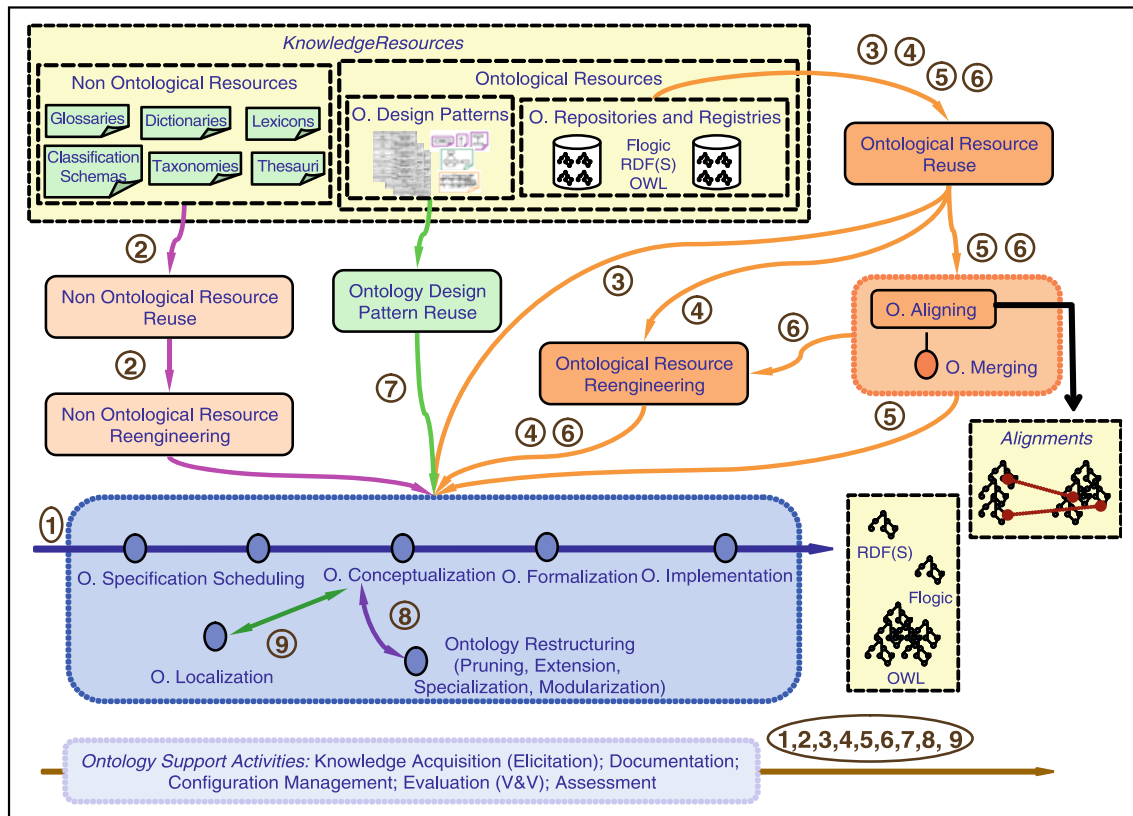 KnowledgeResources
Non Ontological Resources
Glossaries
Dictionaries
Lexicons
Classification
Schemas
Taxonomies
Thesauri
Ontological Resources
O. Design Patterns
O. Repositories and Registries
Flogic
RDF(S)
OWL
3 4
5 6
Ontological Resource
Reuse
2
7
3
4
5 6
Non Ontological Resource
Reuse
Ontology Design
Pattern Reuse
O. Aligning
O. Merging
6
2
Ontological Resource
Reengineering
Non Ontological Resource
Reengineering
4 6
5
Alignments
1
O. Specification Scheduling
O. Conceptualization
O. Formalization
O. Implementation
9
8
O. Localization
Ontology Restructuring
(Pruning, Extension,
Specialization, Modularization)
RDF(S)
Flogic
OWL
Ontology Support Activities: Knowledge Acquisition (Elicitation); Documentation;
Configuration Management; Evaluation (V&V); Assessment
1,2,3,4,5,6,7,8, 9